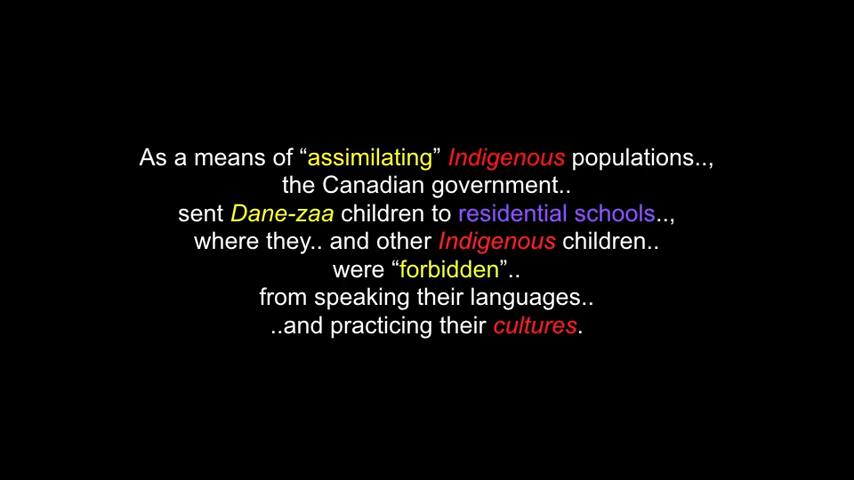 As a means of “assimilating” Indigenous populations..,
the Canadian government..
sent Dane-zaa children to residential schools..,
where they.. and other Indigenous children..
were “forbidden”..
from speaking their languages..
..and practicing their cultures.